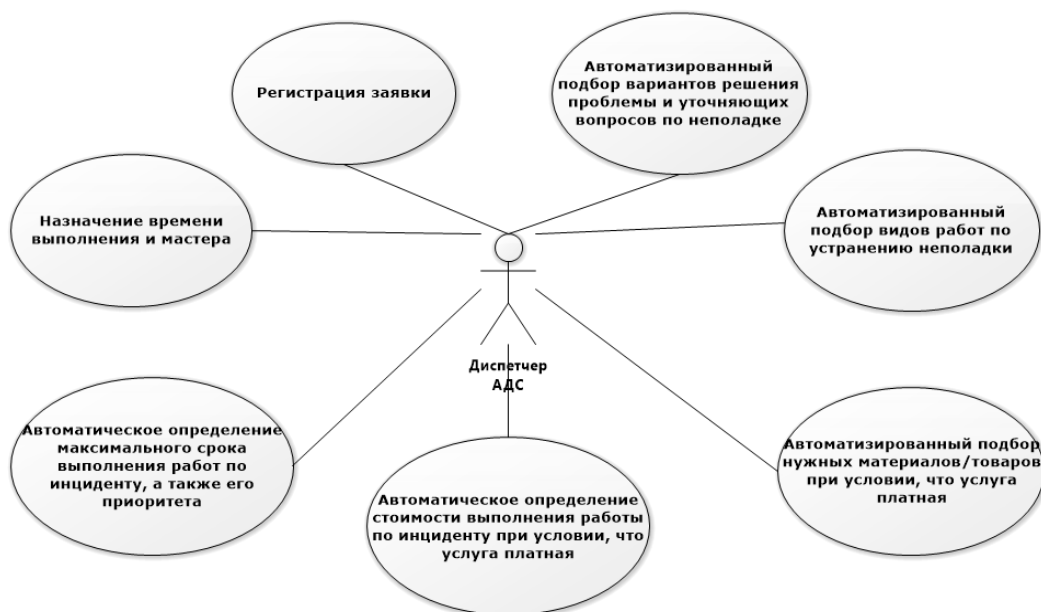 Регистрация заявки
Автоматизированный
подбор вариантов решения
проблемы и уточняющих
вопросов по неполадке
Назначение времени
выполнения и мастера
Автоматизированный
подбор видов работ по
устранению неполадки
Диспетчер
АДС
Автоматическое определение
максимального срока
выполнения работ по
инциденту, а также его
приоритета
Автоматическое определение
стоимости выполнения работы
по инциденту при условии, что
услуга платная
Автоматизированный подбор
нужных материалов/товаров
при условии, что услуга
платная